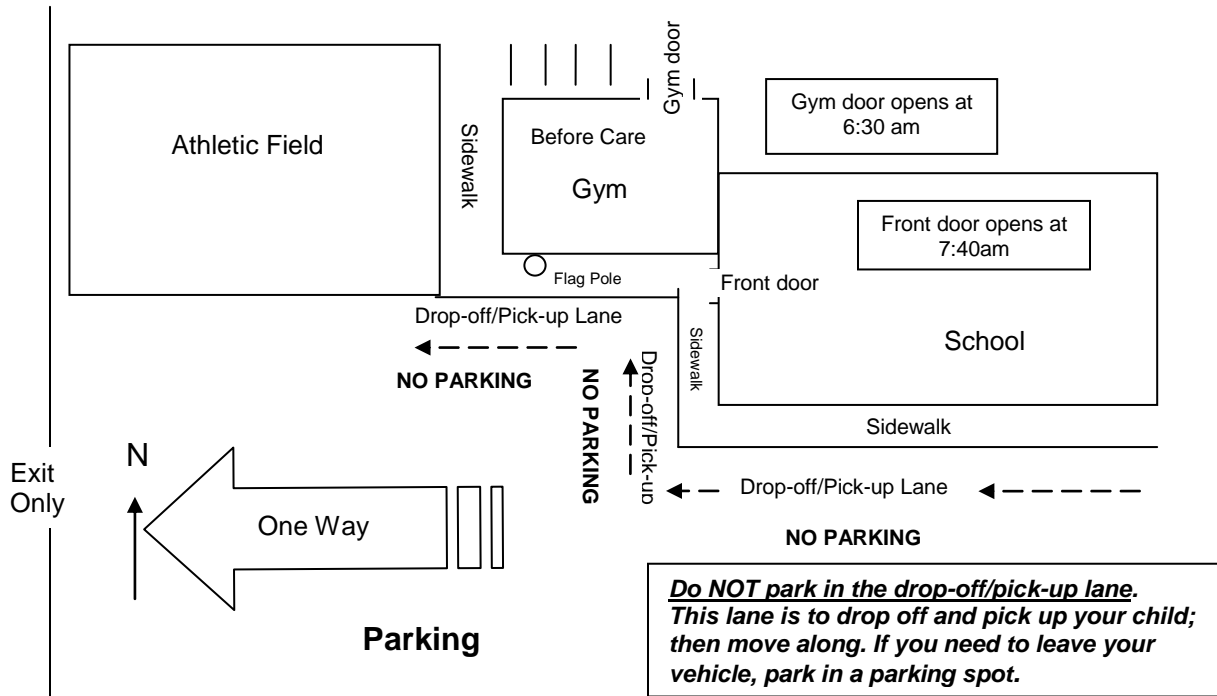 Athletic Field
Sidewalk
Gym door
Before Care
Gym
Gym door opens at
6:30 am
Front door opens at
7:40am
Flag Pole
Front door
School
Drop-off/Pick-up Lane
NO PARKING
NO PARKING
Drop-off/Pick-up
Sidewalk
Sidewalk
Exit
Only
N
One Way
Drop-off/Pick-up Lane
NO PARKING
Parking
Do NOT park in the drop-off/pick-up lane.
This lane is to drop off and pick up your child;
then move along. If you need to leave your
vehicle, park in a parking spot.